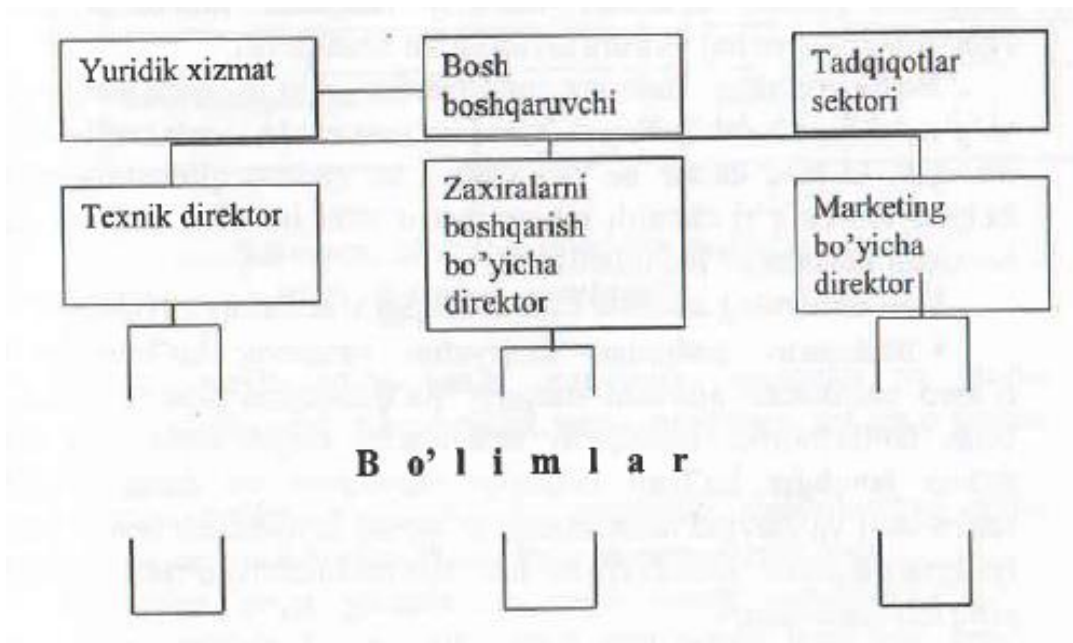 Yuridik xizmat
Bosh
boshqaruvchi
Tadqiqotlar
sektori
Texnik direktor
Zaxiralarni
boshqarish
bo’yicha
direktor
Marketing
bo’yicha
direktor
B o’ l i m l a r